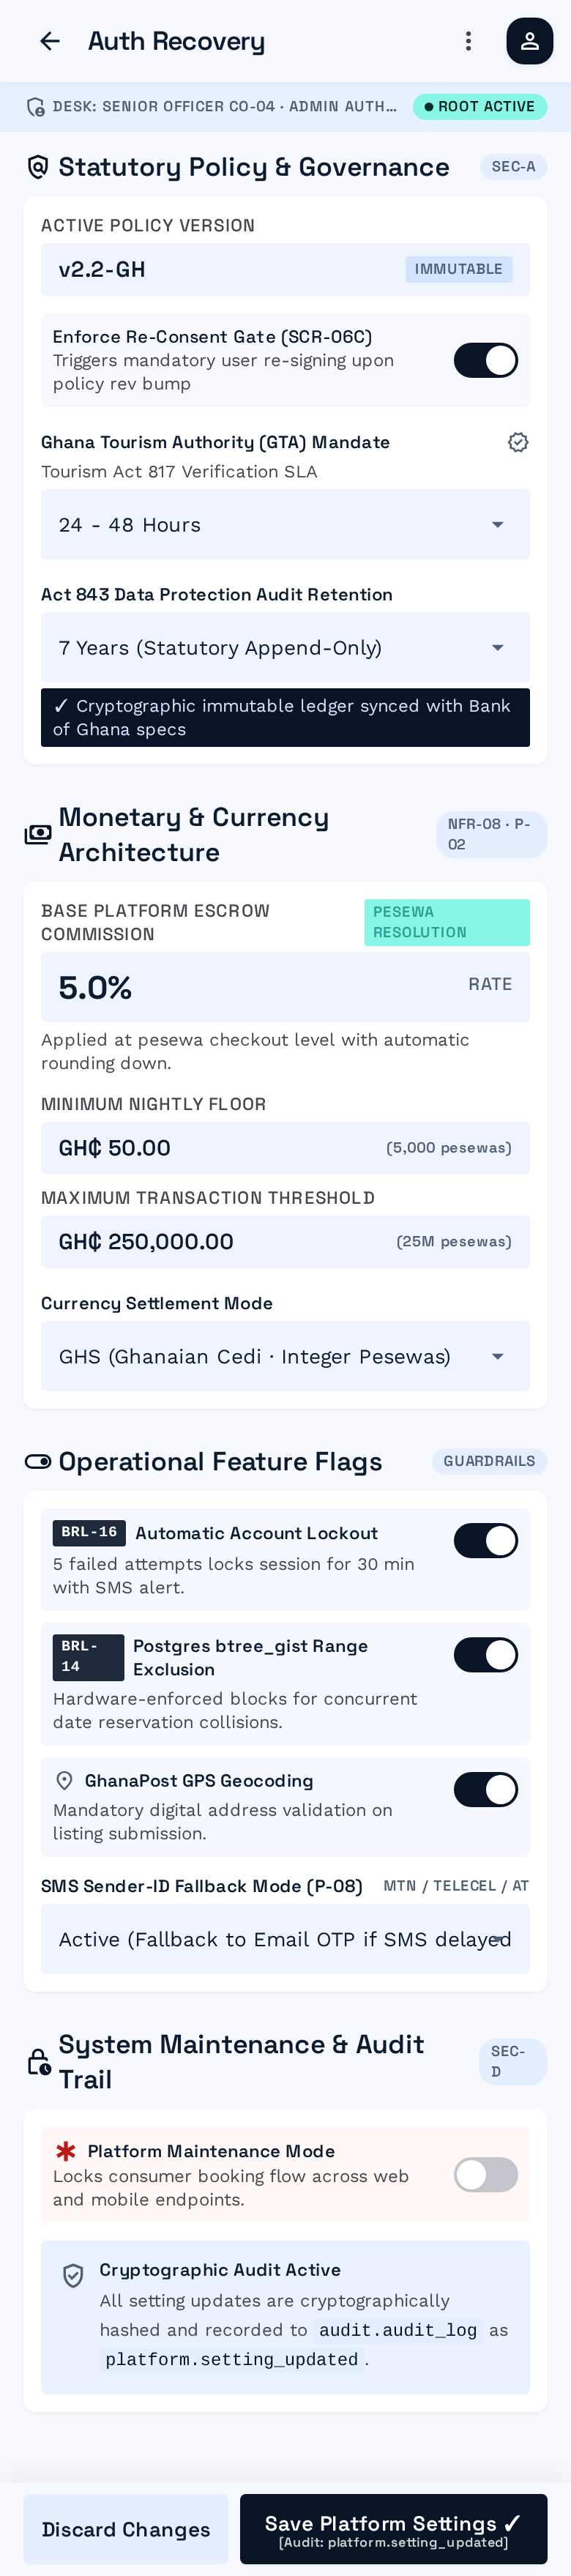 Auth Recovery
DESK: SENIOR OFFICER CO-04 · ADMIN AUTH...
ROOT ACTIVE
Statutory Policy & Governance
SEC-A
ACTIVE POLICY VERSION
v2.2-GH
IMMUTABLE
Enforce Re-Consent Gate (SCR-06C)
Triggers mandatory user re-signing upon
policy rev bump
Ghana Tourism Authority (GTA) Mandate
Tourism Act 817 Verification SLA
24 - 48 Hours
Act 843 Data Protection Audit Retention
7 Years (Statutory Append-Only)
✓ Cryptographic immutable ledger synced with Bank
of Ghana specs
Monetary & Currency
Architecture
NFR-08 · P-
02
BASE PLATFORM ESCROW
COMMISSION
PESEWA
RESOLUTION
5.0%
RATE
Applied at pesewa checkout level with automatic
rounding down.
MINIMUM NIGHTLY FLOOR
GH₵ 50.00
(5,000 pesewas)
MAXIMUM TRANSACTION THRESHOLD
GH₵ 250,000.00
(25M pesewas)
Currency Settlement Mode
GHS (Ghanaian Cedi · Integer Pesewas)
Operational Feature Flags
GUARDRAILS
BRL-16
Automatic Account Lockout
5 failed attempts locks session for 30 min
with SMS alert.
BRL-
14
Postgres btree_gist Range
Exclusion
Hardware-enforced blocks for concurrent
date reservation collisions.
GhanaPost GPS Geocoding
Mandatory digital address validation on
listing submission.
SMS Sender-ID Fallback Mode (P-08)
MTN / TELECEL / AT
Active (Fallback to Email OTP if SMS delayed
System Maintenance & Audit
Trail
SEC-
D
Platform Maintenance Mode
Locks consumer booking flow across web
and mobile endpoints.
Cryptographic Audit Active
All setting updates are cryptographically
hashed and recorded to audit.audit_log as
platform.setting_updated.
Discard Changes
Save Platform Settings ✓
[Audit: platform.setting_updated]